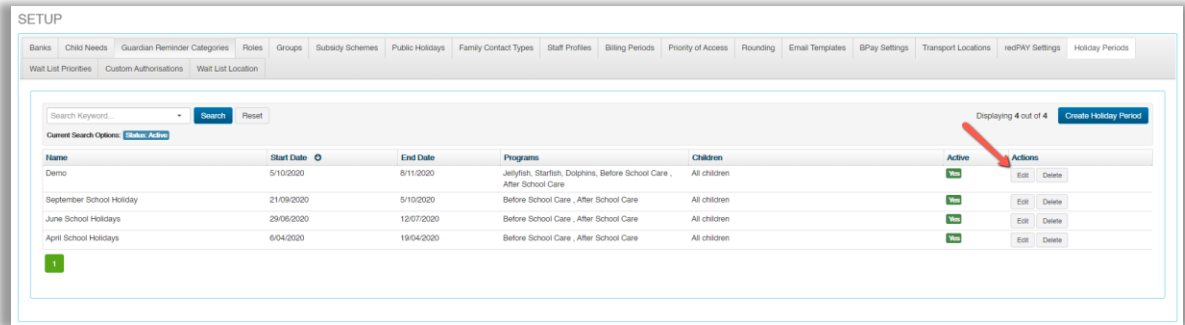 SETUP
Banks Child Needs Guardian Reminder Categories Roles Groups Subsidy Schemes Public Holidays Family Contact Types Staff Profiles Billing Periods Priority of Access Rounding Email Templates BPay Settings Transport Locations redPAY Settings Holiday Periods
Wait List Priorities Custom Authorisations Wait List Location
Search Keyword... Search Reset Displaying 4 out of 4 Create Holiday Period
Current Search Options: Status: Active
Name Start Date End Date Programs Children Active Actions
Demo 5/10/2020 8/11/2020 Jellyfish, Starfish, Dolphins, Before School Care , All children Yes Edit Delete
After School Care
September School Holiday 21/09/2020 5/10/2020 Before School Care , After School Care All children Yes Edit Delete
June School Holidays 29/06/2020 12/07/2020 Before School Care , After School Care All children Yes Edit Delete
April School Holidays 6/04/2020 19/04/2020 Before School Care , After School Care All children Yes Edit Delete
1